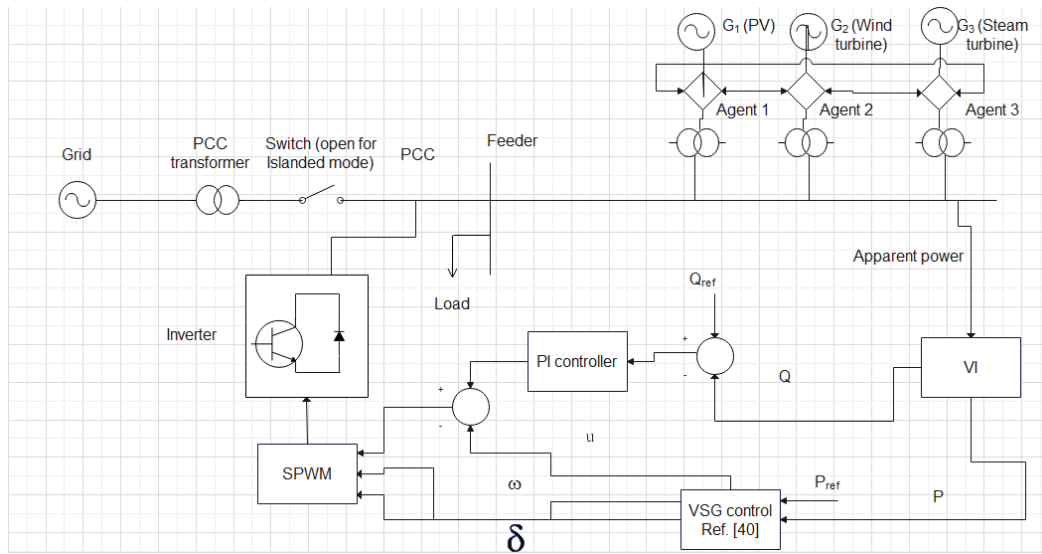 G₁ (PV)
G₂ (Wind
turbine)
G₃ (Steam
turbine)
Agent 1
Agent 2
Agent 3
Grid
PCC
transformer
Switch (open for
Islanded mode)
PCC
Feeder
Apparent power
Load
Qref
Inverter
+
-
PI controller
Q
VI
+
-
u
SPWM
ω
Pref
P
VSG control
Ref. [40]
δ